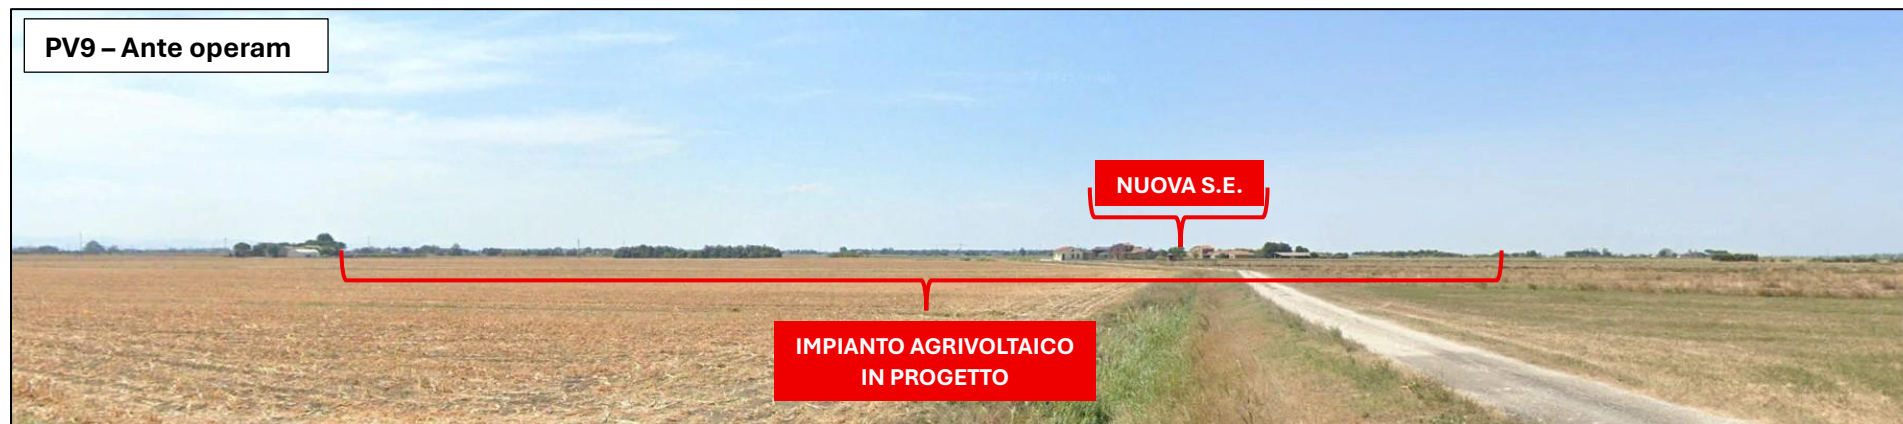 PV9 – Ante operam
NUOVA S.E.
IMPIANTO AGRIVOLTAICO
IN PROGETTO